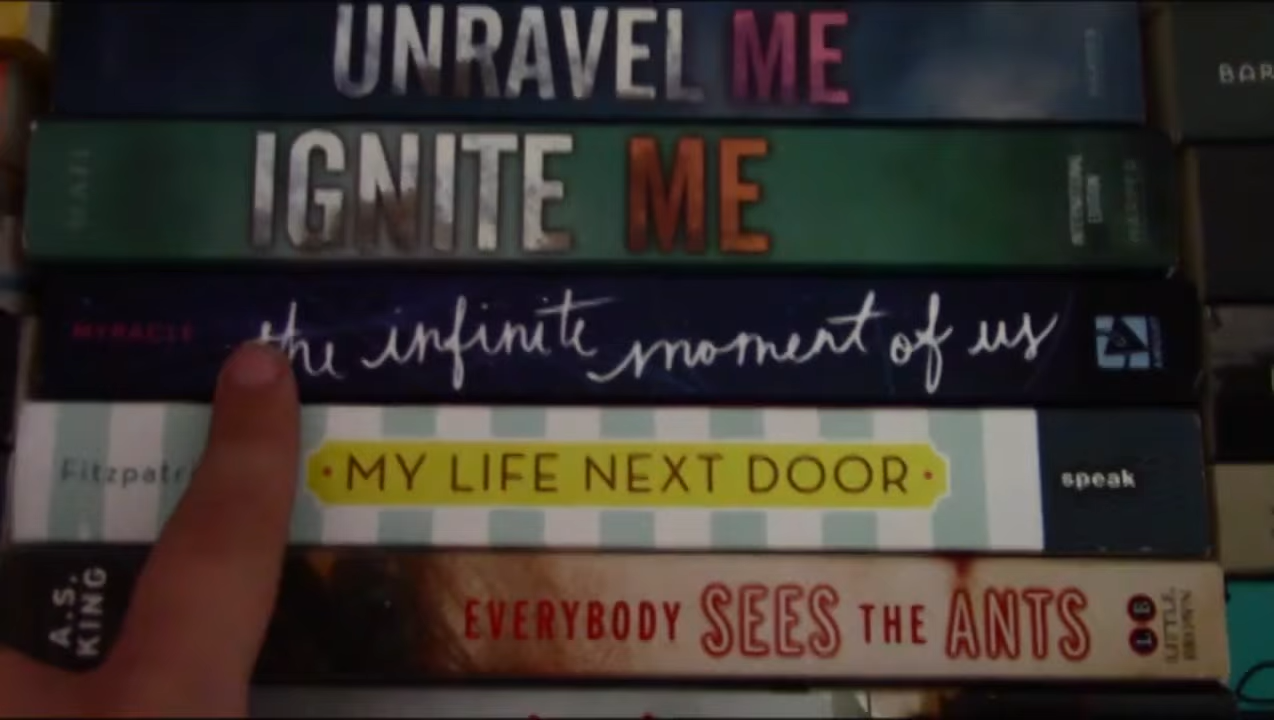 UNRAVEL ME
BAR
MAFI
IGNITE ME
MYRACLE
the infinite moment of us
Fitzpatri
MY LIFE NEXT DOOR
speak
A.S. KING
EVERYBODY SEES THE ANTS
LB
LITTLE BROWN